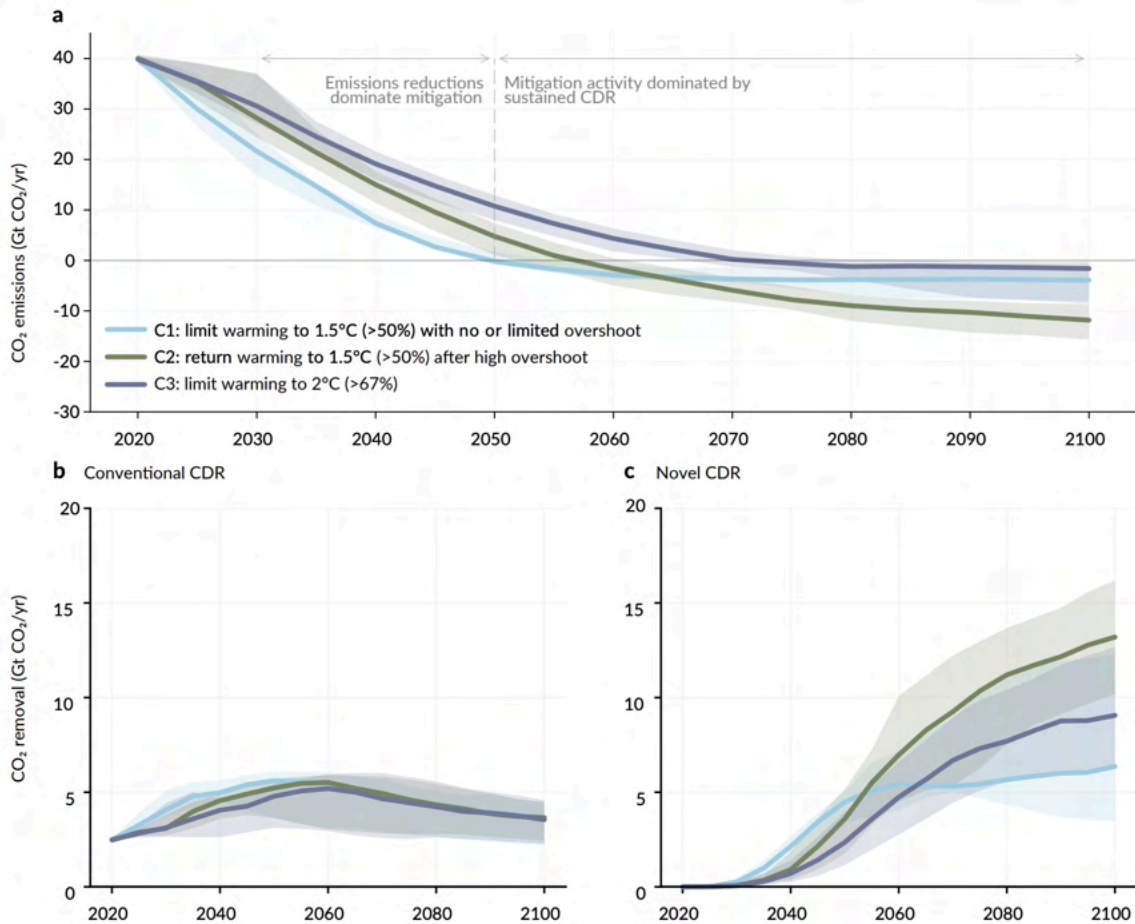 a
40
30
20
10
0
-10
-20
-30
CO₂ emissions (Gt CO₂/yr)
Emissions reductions
dominate mitigation
Mitigation activity dominated by
sustained CDR
C1: limit warming to 1.5°C (>50%) with no or limited overshoot
C2: return warming to 1.5°C (>50%) after high overshoot
C3: limit warming to 2°C (>67%)
2020 2030 2040 2050 2060 2070 2080 2090 2100
b Conventional CDR
20
15
10
5
0
CO₂ removal (Gt CO₂/yr)
2020 2040 2060 2080 2100
c Novel CDR
20
15
10
5
0
2020 2040 2060 2080 2100